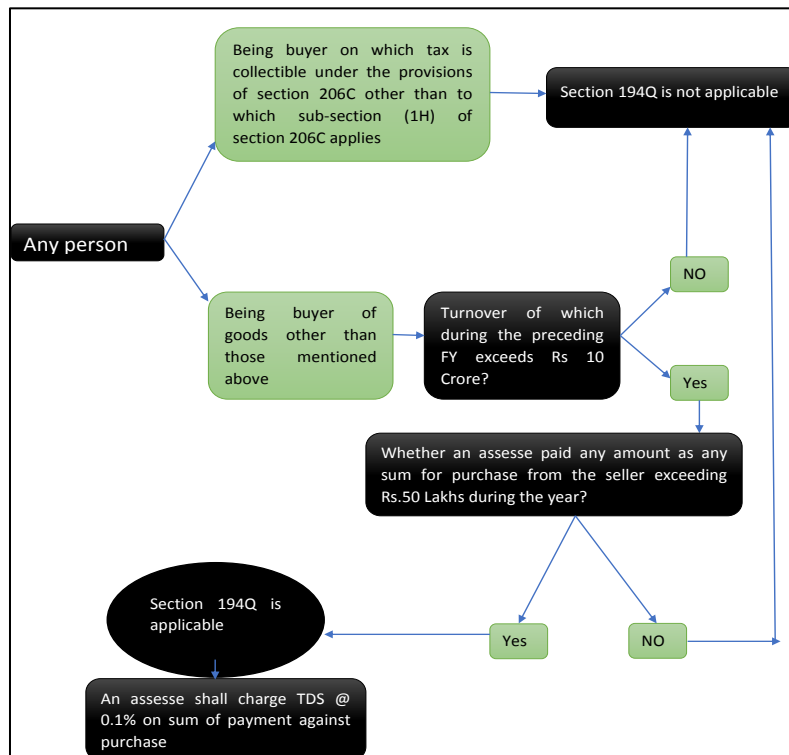 Being buyer on which tax is
collectible under the provisions
of section 206C other than to
which sub-section (1H) of
section 206C applies
Section 194Q is not applicable
Any person
Being buyer of
goods other than
those mentioned
above
Turnover of which
during the preceding
FY exceeds Rs 10
Crore?
NO
Yes
Whether an assesse paid any amount as any
sum for purchase from the seller exceeding
Rs.50 Lakhs during the year?
Section 194Q is
applicable
Yes
NO
An assesse shall charge TDS @
0.1% on sum of payment against
purchase